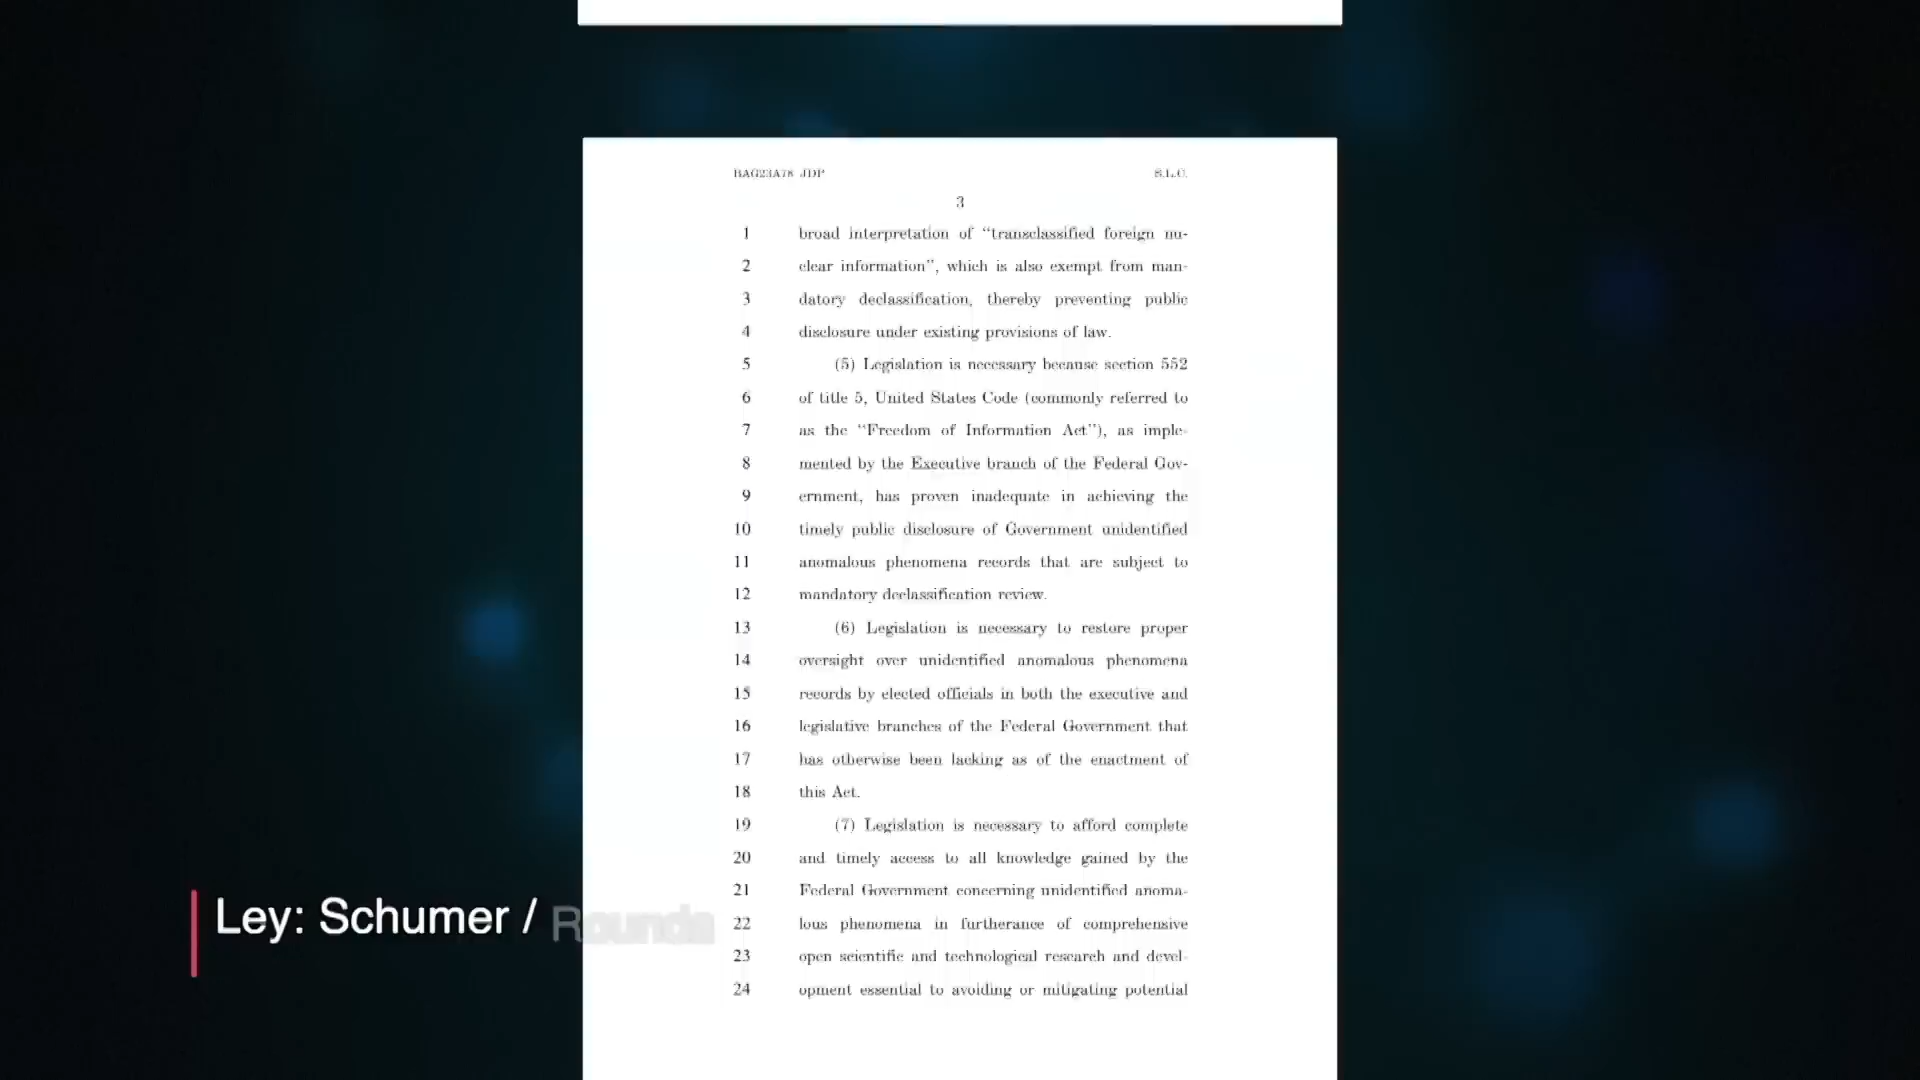 BAG23A78 JDP S.L.C.
3
1 broad interpretation of “transclassified foreign nu-
2 clear information”, which is also exempt from man-
3 datory declassification, thereby preventing public
4 disclosure under existing provisions of law.
5 (5) Legislation is necessary because section 552
6 of title 5, United States Code (commonly referred to
7 as the “Freedom of Information Act”), as imple-
8 mented by the Executive branch of the Federal Gov-
9 ernment, has proven inadequate in achieving the
10 timely public disclosure of Government unidentified
11 anomalous phenomena records that are subject to
12 mandatory declassification review.
13 (6) Legislation is necessary to restore proper
14 oversight over unidentified anomalous phenomena
15 records by elected officials in both the executive and
16 legislative branches of the Federal Government that
17 has otherwise been lacking as of the enactment of
18 this Act.
19 (7) Legislation is necessary to afford complete
20 and timely access to all knowledge gained by the
21 Federal Government concerning unidentified anoma-
22 lous phenomena in furtherance of comprehensive
23 open scientific and technological research and devel-
24 opment essential to avoiding or mitigating potential
Ley: Schumer / Rounds